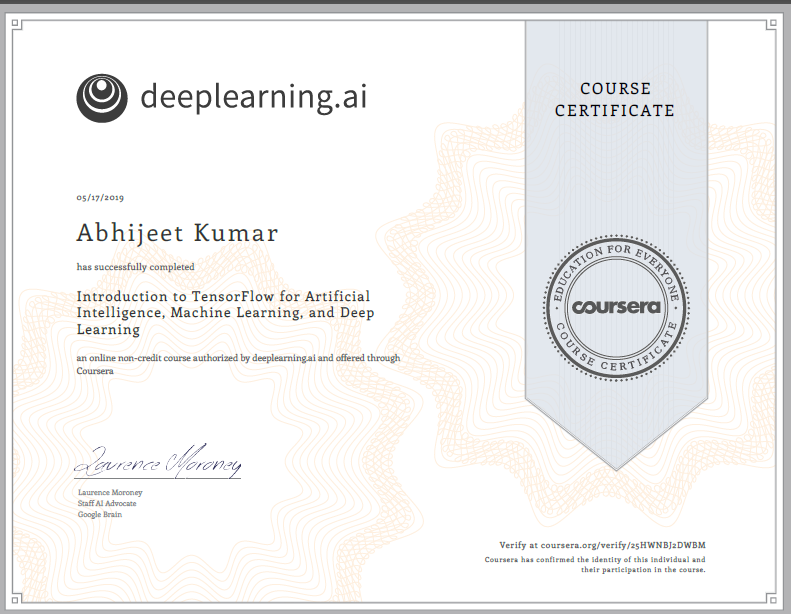 deeplearning.ai
COURSE
CERTIFICATE
05/17/2019
Abhijeet Kumar
has successfully completed
Introduction to TensorFlow for Artificial
Intelligence, Machine Learning, and Deep
Learning
an online non-credit course authorized by deeplearning.ai and offered through
Coursera
EDUCATION FOR EVERYONE
coursera
COURSE CERTIFICATE
Laurence Moroney
Laurence Moroney
Staff AI Advocate
Google Brain
Verify at coursera.org/verify/25HWNBJ2DWBM
Coursera has confirmed the identity of this individual and
their participation in the course.